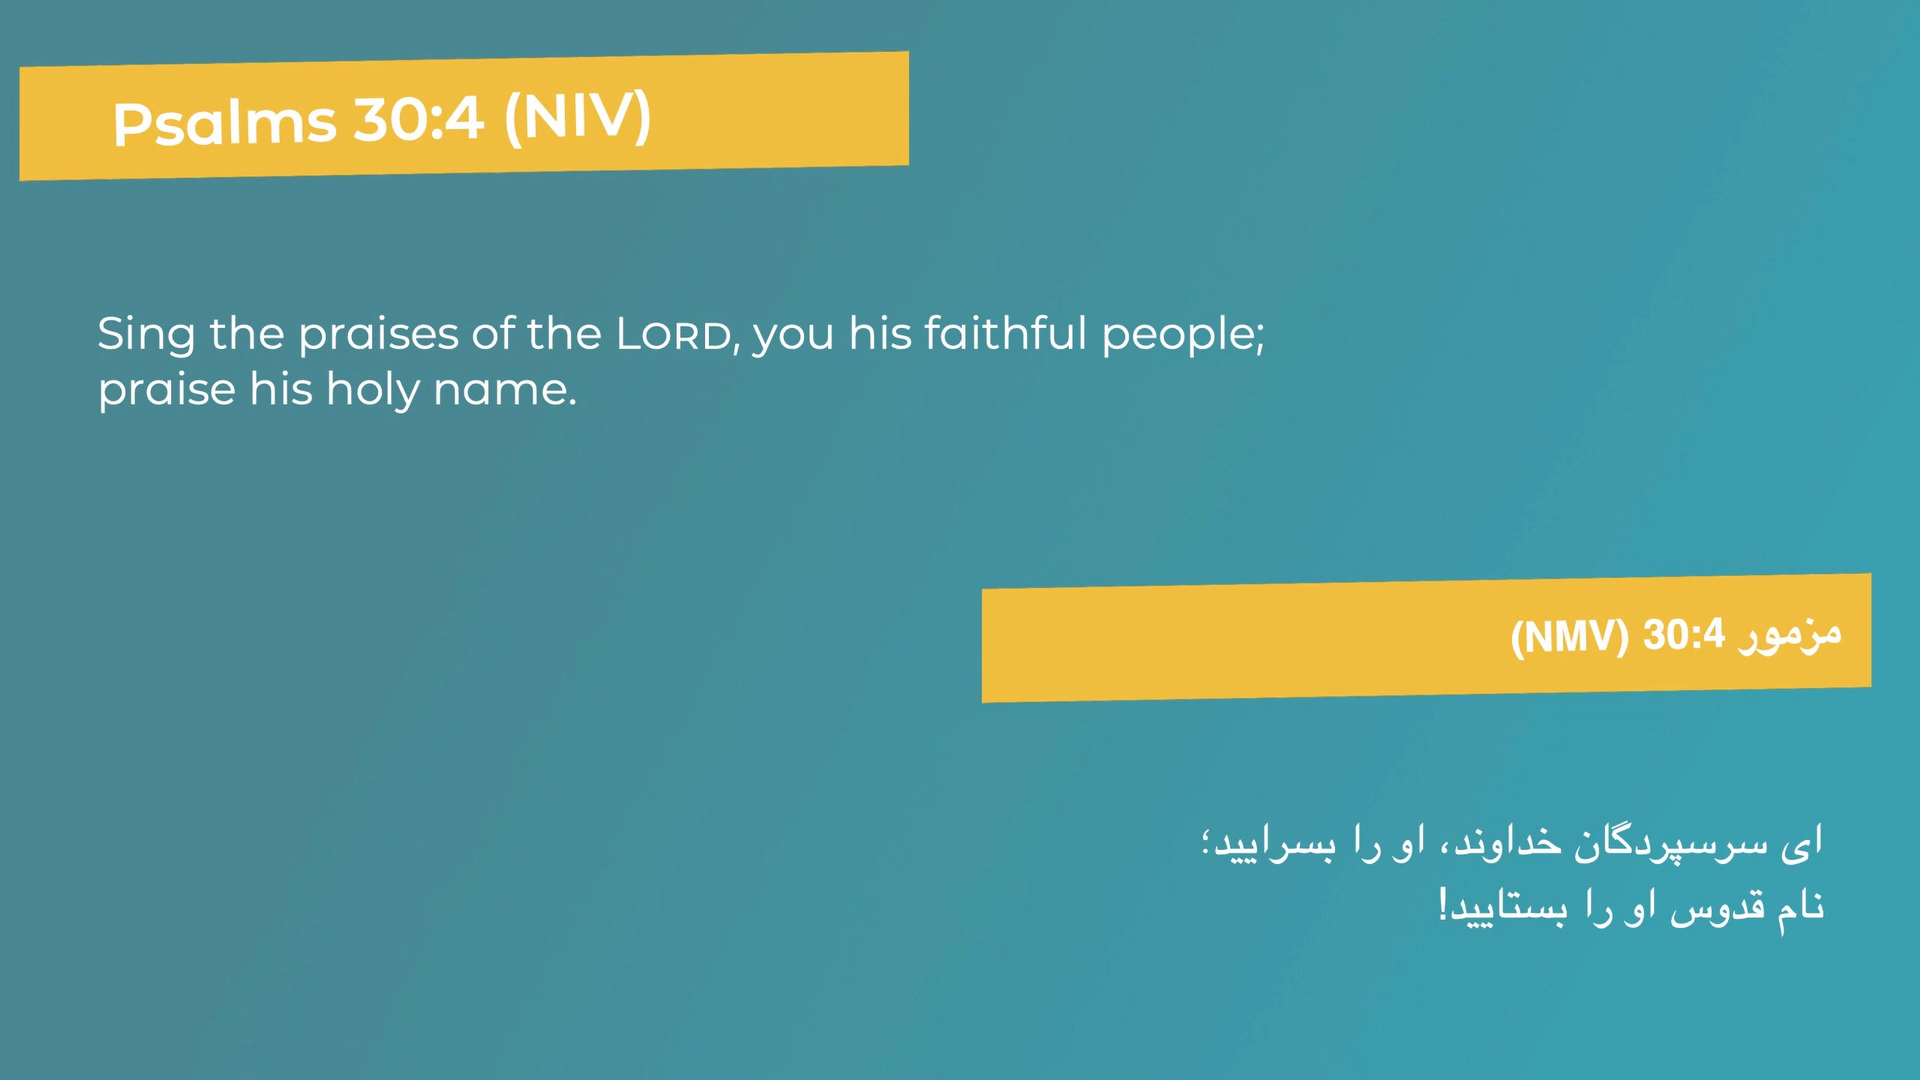 Psalms 30:4 (NIV)
Sing the praises of the LORD, you his faithful people;
praise his holy name.
مزمور 30:4 (NMV)
ای سرسپردگان خداوند، او را بسرایید؛
نام قدوس او را بستایید!